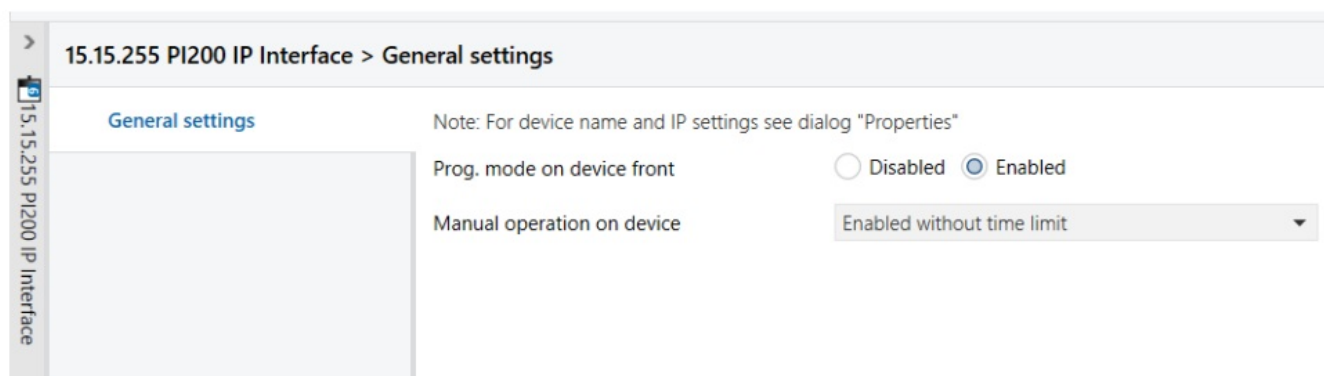 15.15.255 PI200 IP Interface > General settings
15.15.255 PI200 IP Interface
General settings
Note: For device name and IP settings see dialog "Properties"
Prog. mode on device front
Disabled
Enabled
Manual operation on device
Enabled without time limit